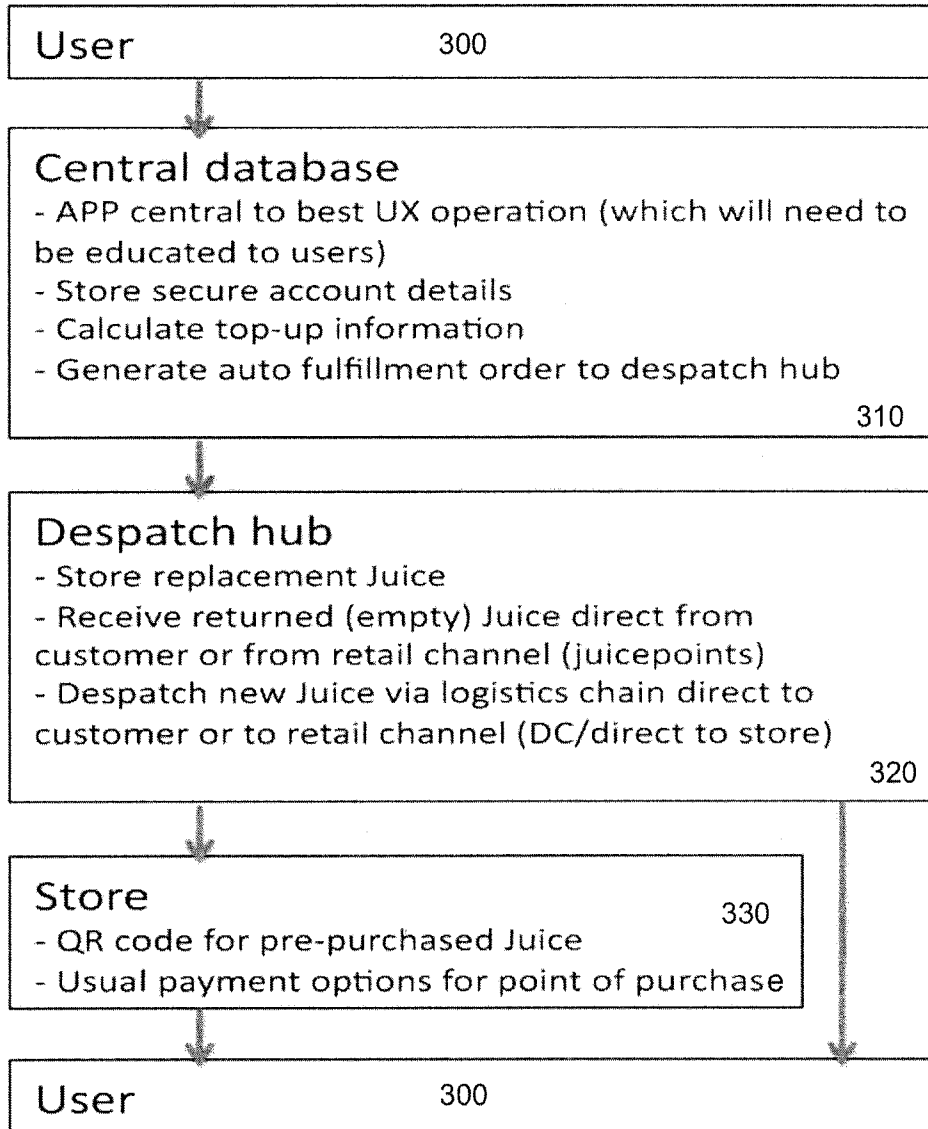 User 300
Central database
- APP central to best UX operation (which will need to
be educated to users)
- Store secure account details
- Calculate top-up information
- Generate auto fulfillment order to despatch hub
310
Despatch hub
- Store replacement Juice
- Receive returned (empty) Juice direct from
customer or from retail channel (juicepoints)
- Despatch new Juice via logistics chain direct to
customer or to retail channel (DC/direct to store)
320
Store 330
- QR code for pre-purchased Juice
- Usual payment options for point of purchase
User 300